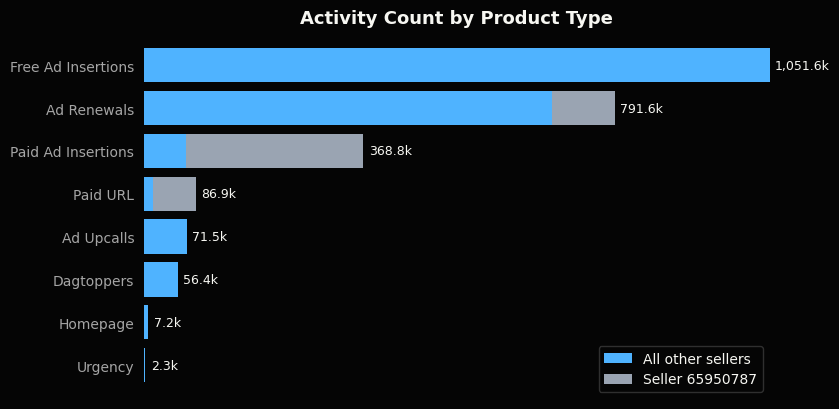 Activity Count by Product Type
Free Ad Insertions 1,051.6k
Ad Renewals 791.6k
Paid Ad Insertions 368.8k
Paid URL 86.9k
Ad Upcalls 71.5k
Dagtoppers 56.4k
Homepage 7.2k
Urgency 2.3k
All other sellers
Seller 65950787